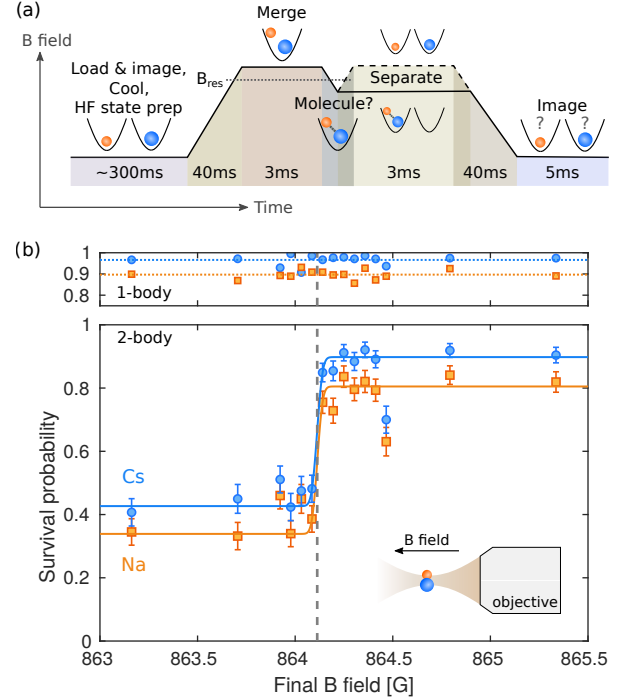 (a)
B field
Merge
Load & image,
Cool,
HF state prep
B_res
Separate
Molecule?
Image
? ?
~300ms 40ms 3ms 3ms 40ms 5ms
Time
(b)
1
0.9
0.8
1-body
1
2-body
0.8
0.6
Cs
0.4
Na
0.2
0
B field
objective
Survival probability
863 863.5 864 864.5 865 865.5
Final B field [G]